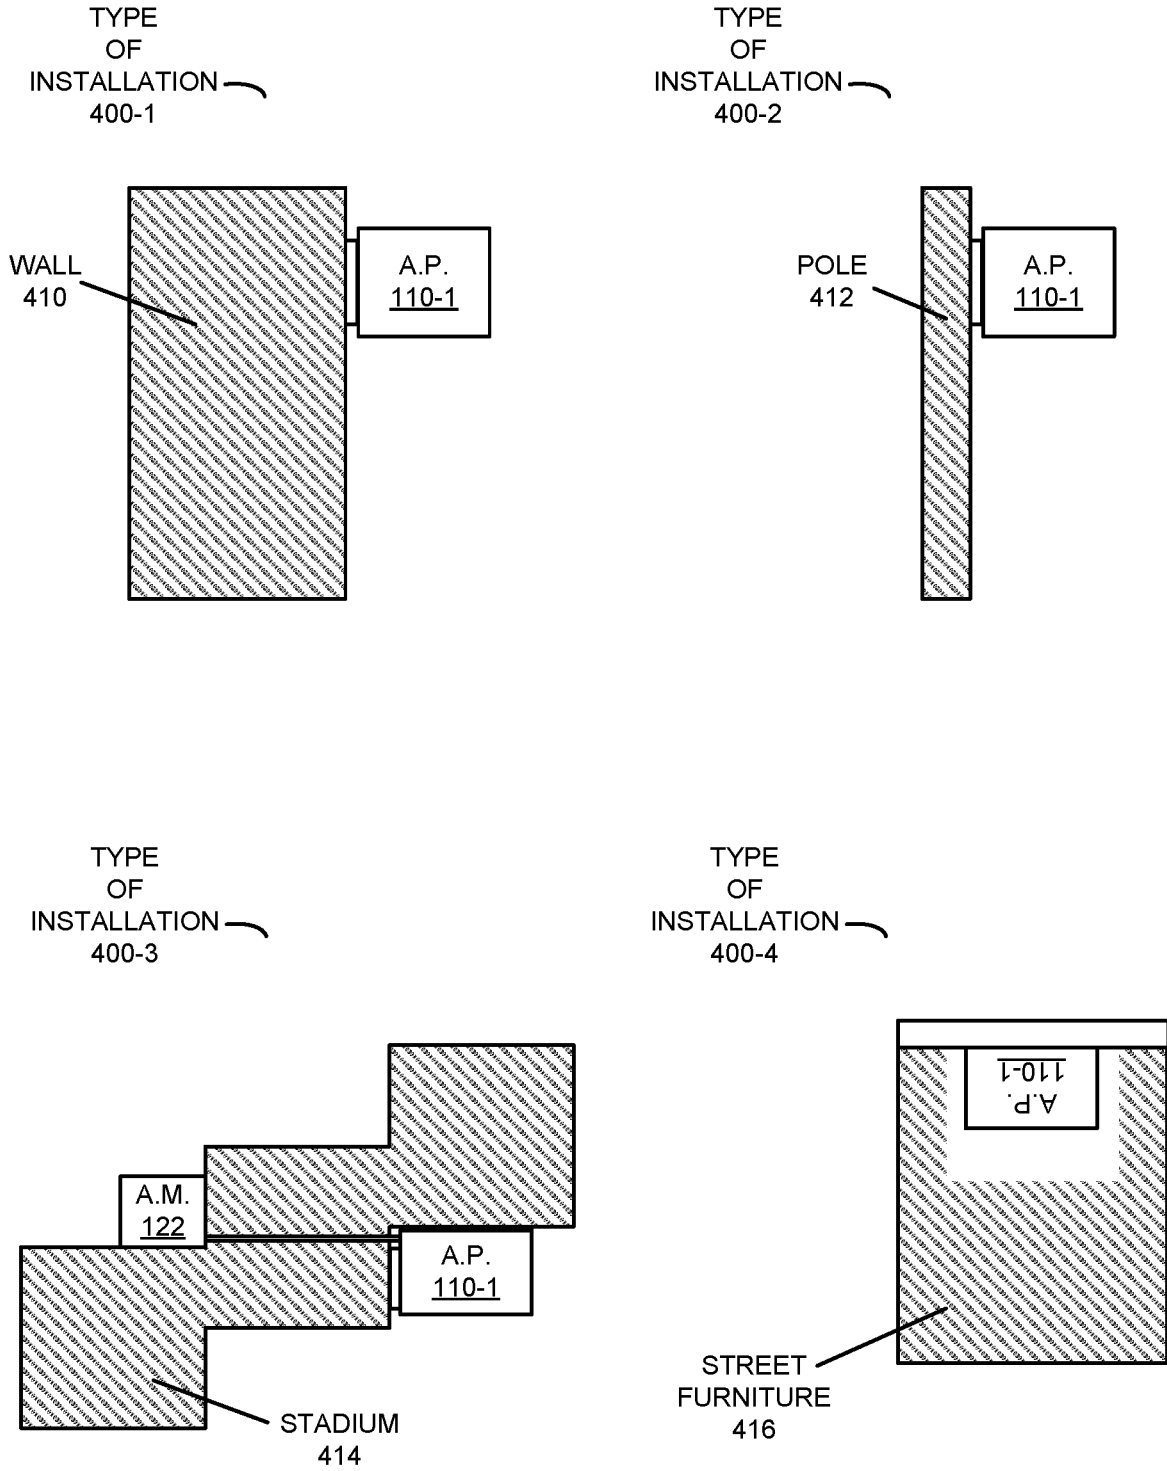 TYPE
OF
INSTALLATION
400-1
WALL
410
A.P.
110-1
TYPE
OF
INSTALLATION
400-2
POLE
412
A.P.
110-1
TYPE
OF
INSTALLATION
400-3
A.M.
122
A.P.
110-1
STADIUM
414
TYPE
OF
INSTALLATION
400-4
A.P.
110-1
STREET
FURNITURE
416